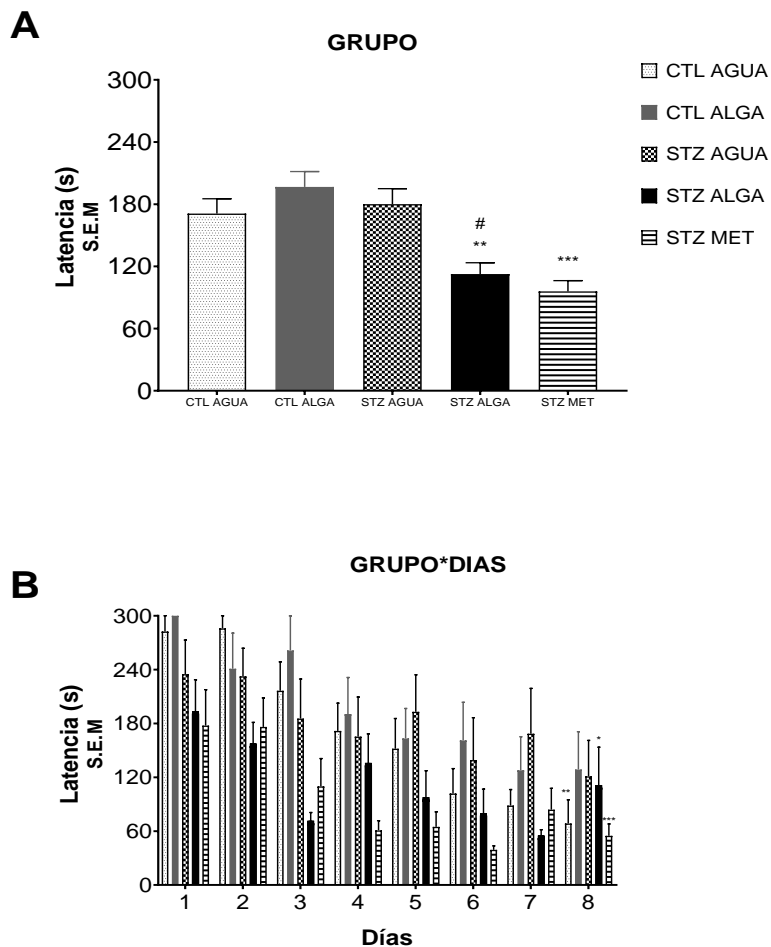 A
GRUPO
300
240
180
120
60
0
Latencia (s)
S.E.M
#
**
***
CTL AGUA
CTL ALGA
STZ AGUA
STZ ALGA
STZ MET
CTL AGUA
CTL ALGA
STZ AGUA
STZ ALGA
STZ MET
B
GRUPO*DIAS
300
240
180
120
60
0
Latencia (s)
S.E.M
**
*
***
1 2 3 4 5 6 7 8
Días